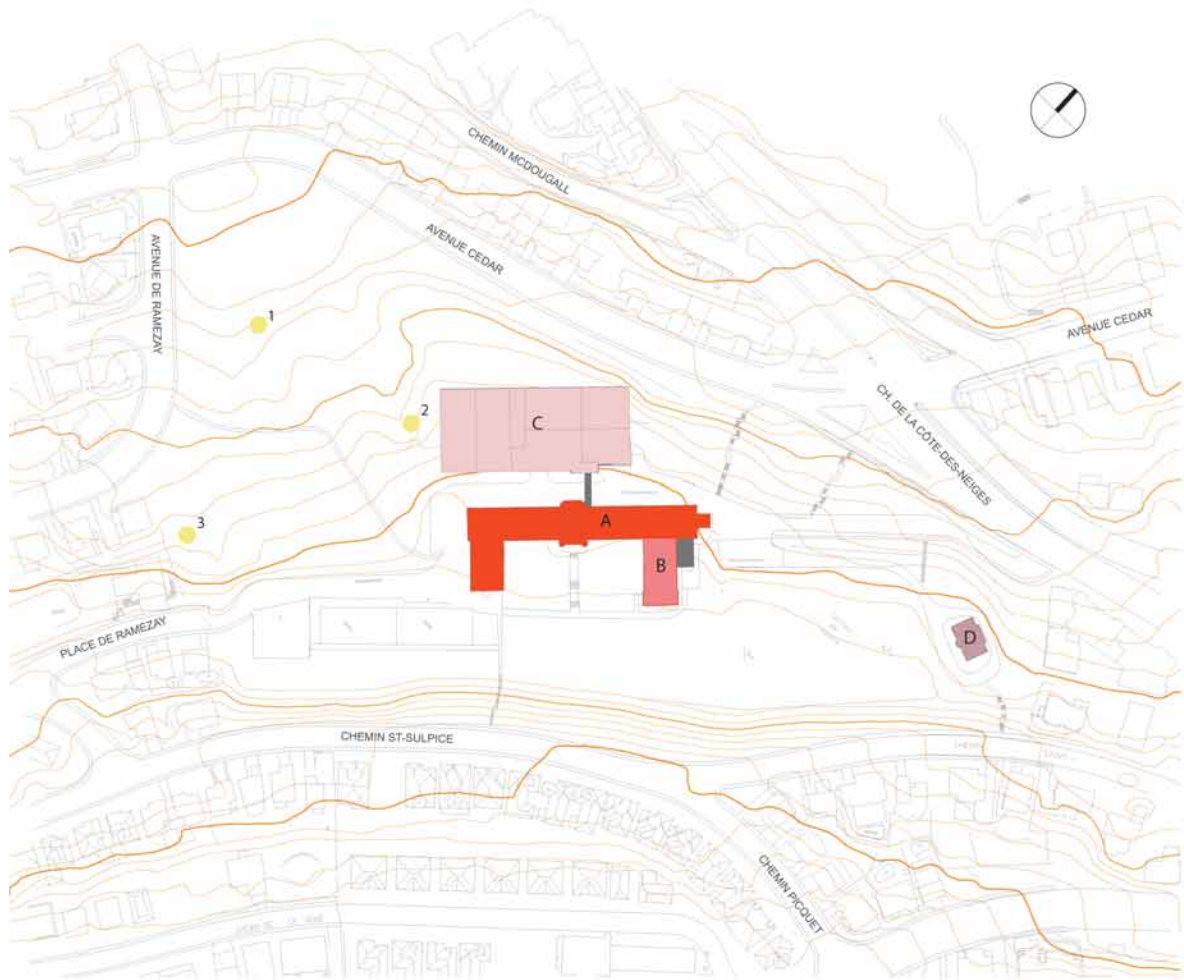 CHEMIN MCDOUGALL
AVENUE CEDAR
AVENUE DE RAMEZAY
1
AVENUE CEDAR
2
C
CH. DE LA CÔTE-DES-NEIGES
3
A
B
D
PLACE DE RAMEZAY
CHEMIN ST-SULPICE
CHEMIN PICQUET